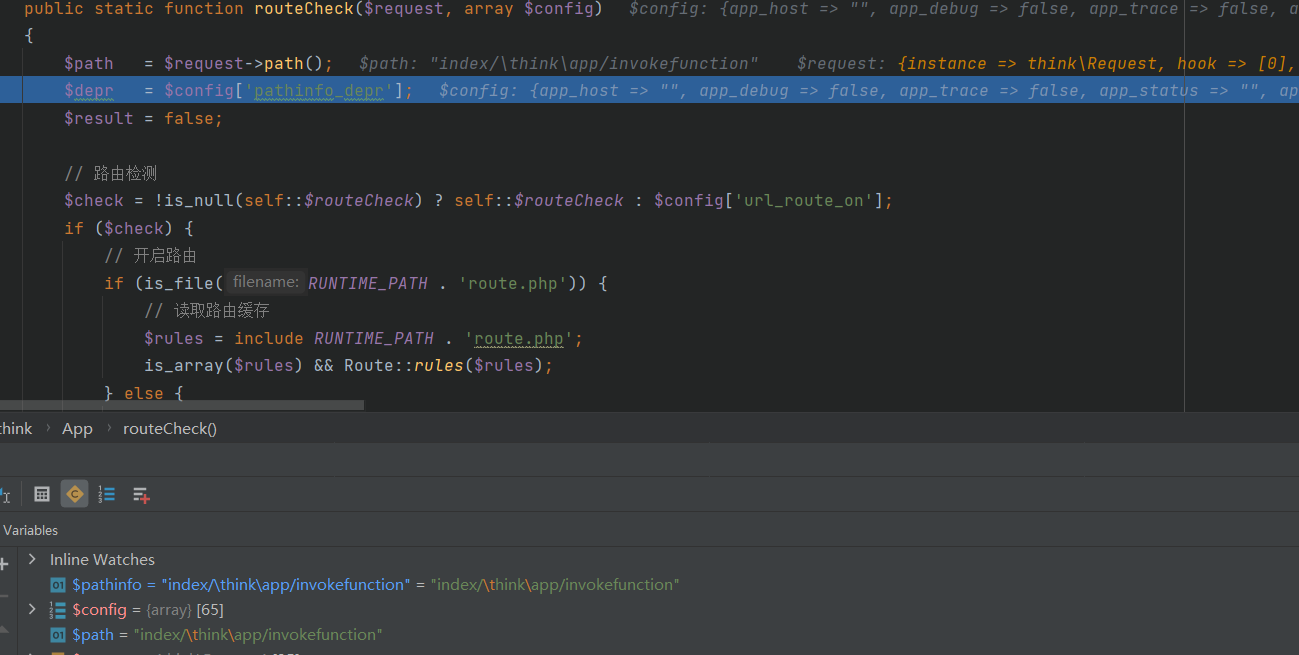 public static function routeCheck($request, array $config)   $config: {app_host => "", app_debug => false, app_trace => false, a
{
$path   = $request->path();   $path: "index/\think\app/invokefunction"    $request: {instance => think\Request, hook => [0],
$depr   = $config['pathinfo_depr'];   $config: {app_host => "", app_debug => false, app_trace => false, app_status => "", ap
$result = false;
// 路由检测
$check = !is_null(self::$routeCheck) ? self::$routeCheck : $config['url_route_on'];
if ($check) {
// 开启路由
if (is_file( filename: RUNTIME_PATH . 'route.php')) {
// 读取路由缓存
$rules = include RUNTIME_PATH . 'route.php';
is_array($rules) && Route::rules($rules);
} else {
think › App › routeCheck()
Variables
Inline Watches
$pathinfo = "index/\think\app/invokefunction" = "index/\think\app/invokefunction"
$config = {array} [65]
$path = "index/\think\app/invokefunction"